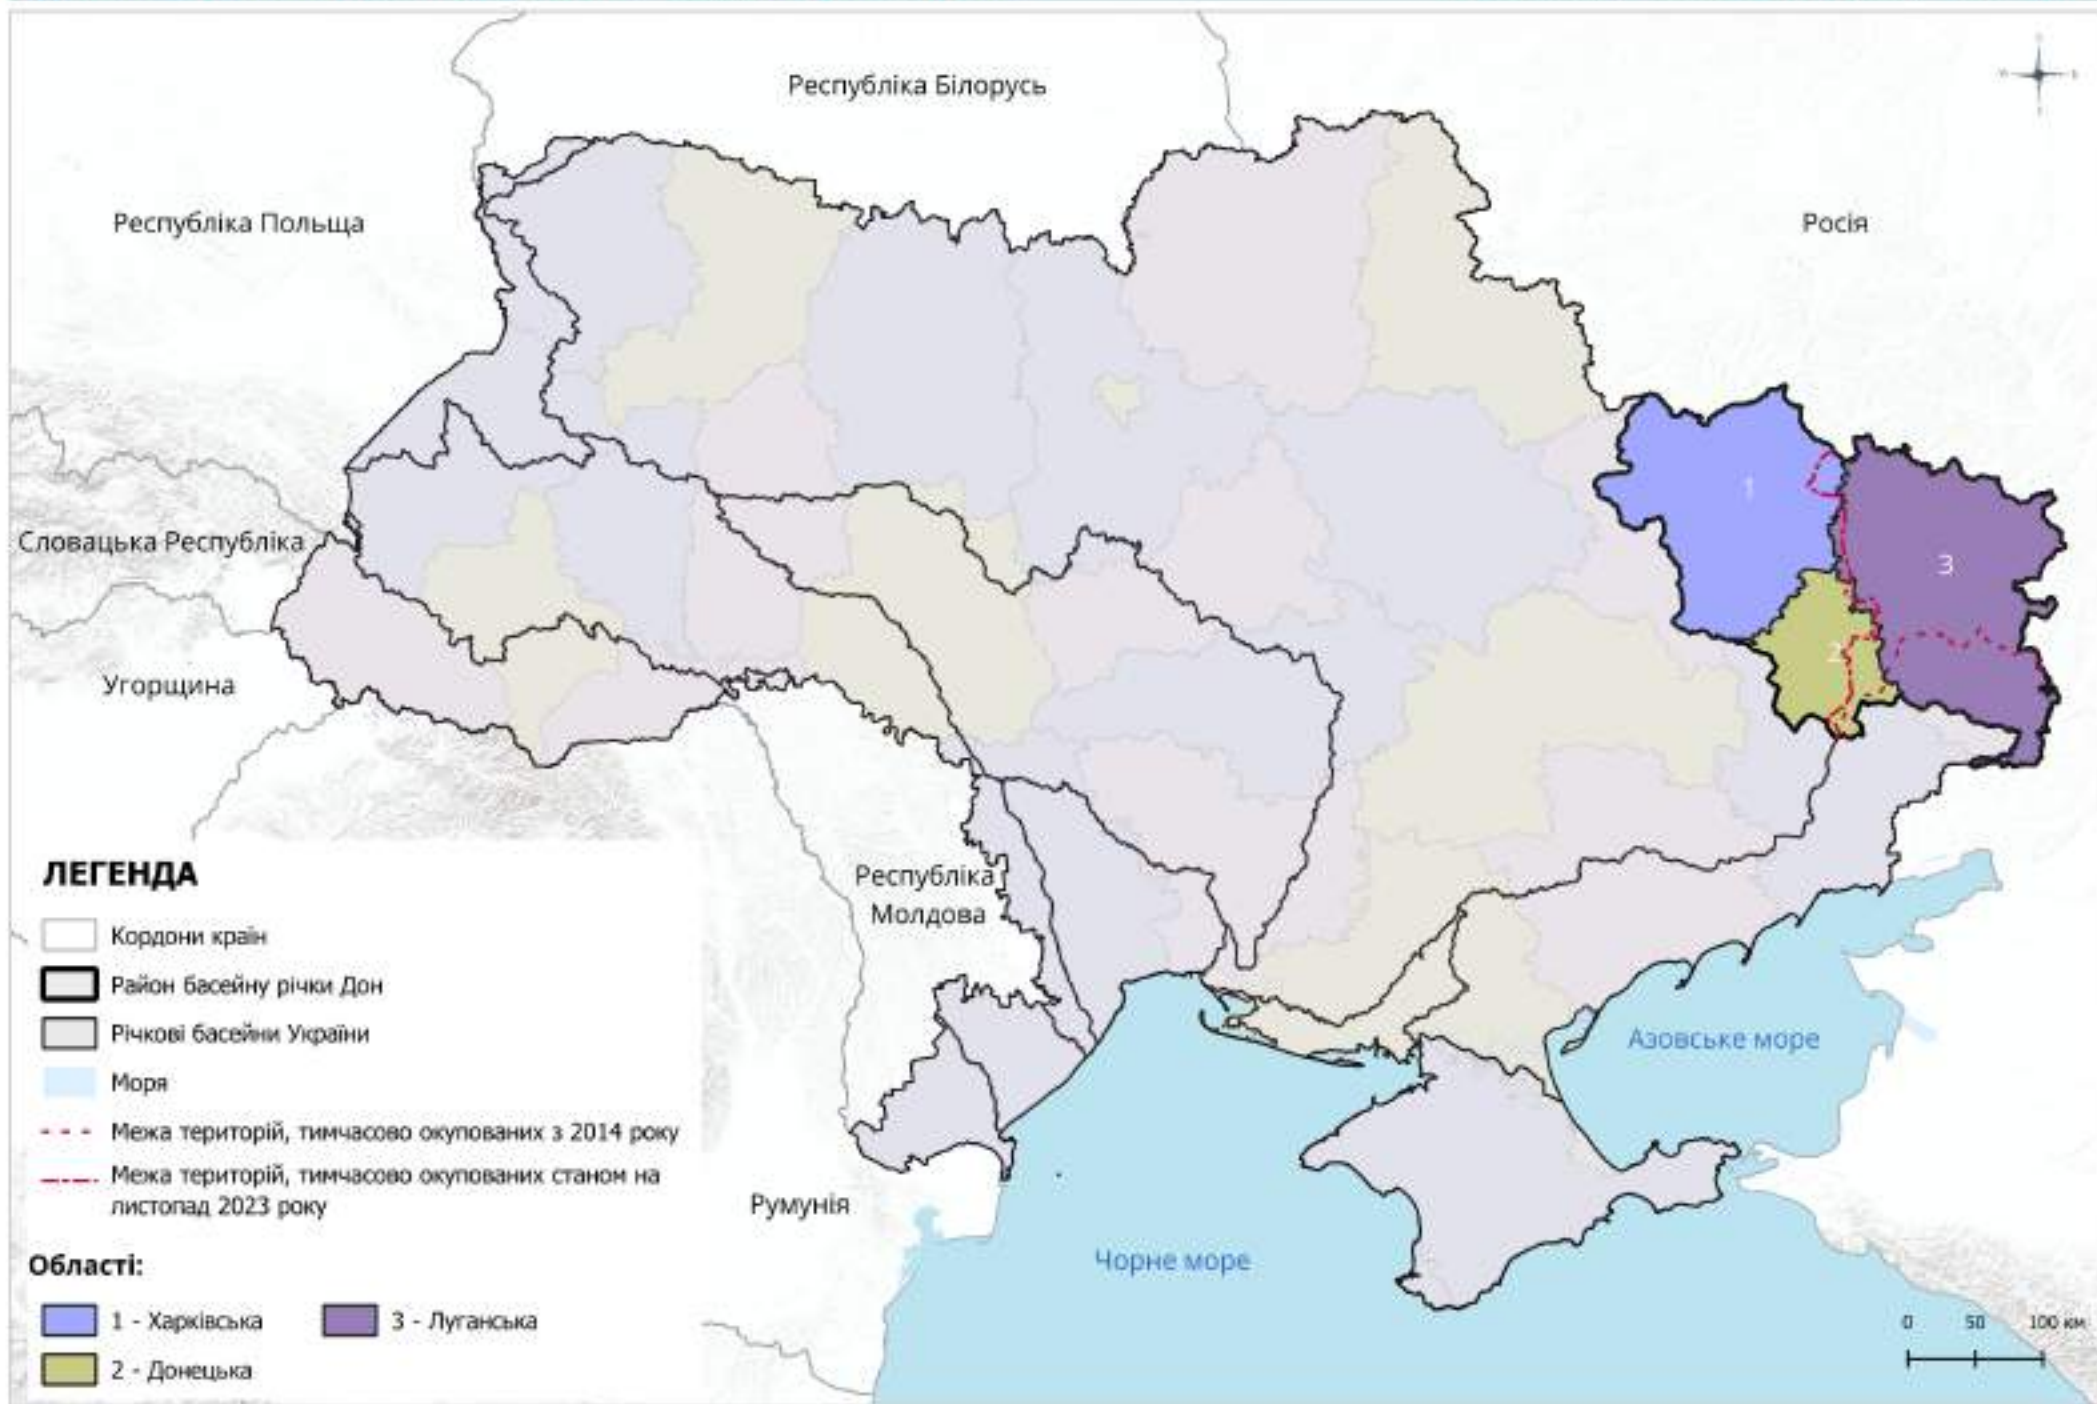 Республіка Білорусь
Республіка Польща
Росія
1
Словацька Республіка
3
2
Угорщина
ЛЕГЕНДА
Кордони країн
Район басейну річки Дон
Річкові басейни України
Моря
Межа територій, тимчасово окупованих з 2014 року
Межа територій, тимчасово окупованих станом на
листопад 2023 року
Області:
1 - Харківська
3 - Луганська
2 - Донецька
Республіка
Молдова
Румунія
Азовське море
Чорне море
0 50 100 км